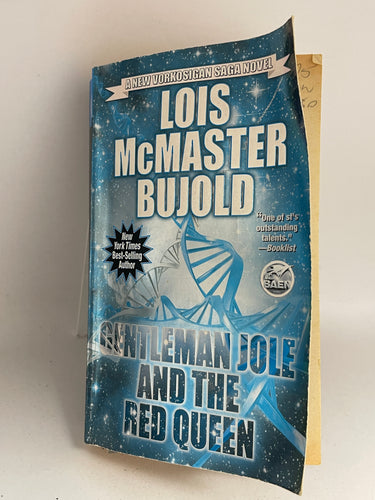 A NEW VORKOSIGAN SAGA NOVEL
LOIS
McMASTER
BUJOLD
"One of sf's
outstanding
talents."
—Booklist
New
York Times
Best-Selling
Author
BAEN
GENTLEMAN JOLE
AND THE
RED QUEEN